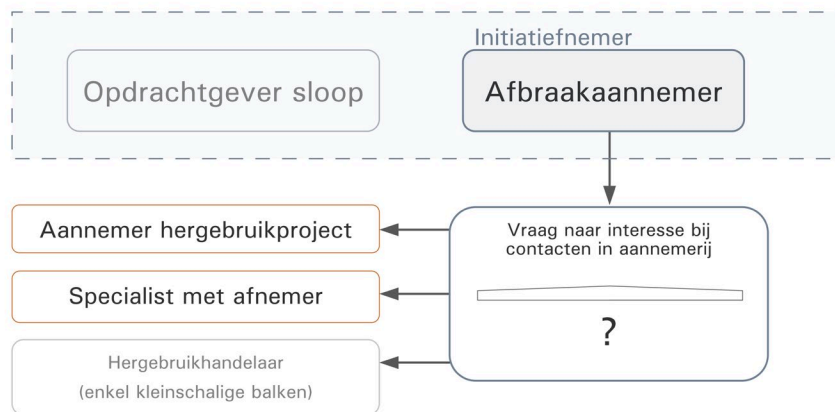 Initiatiefnemer
Opdrachtgever sloop
Afbraakaannemer
Aannemer hergebruikproject
Specialist met afnemer
Hergebruikhandelaar
(enkel kleinschalige balken)
Vraag naar interesse bij
contacten in aannemerij
?